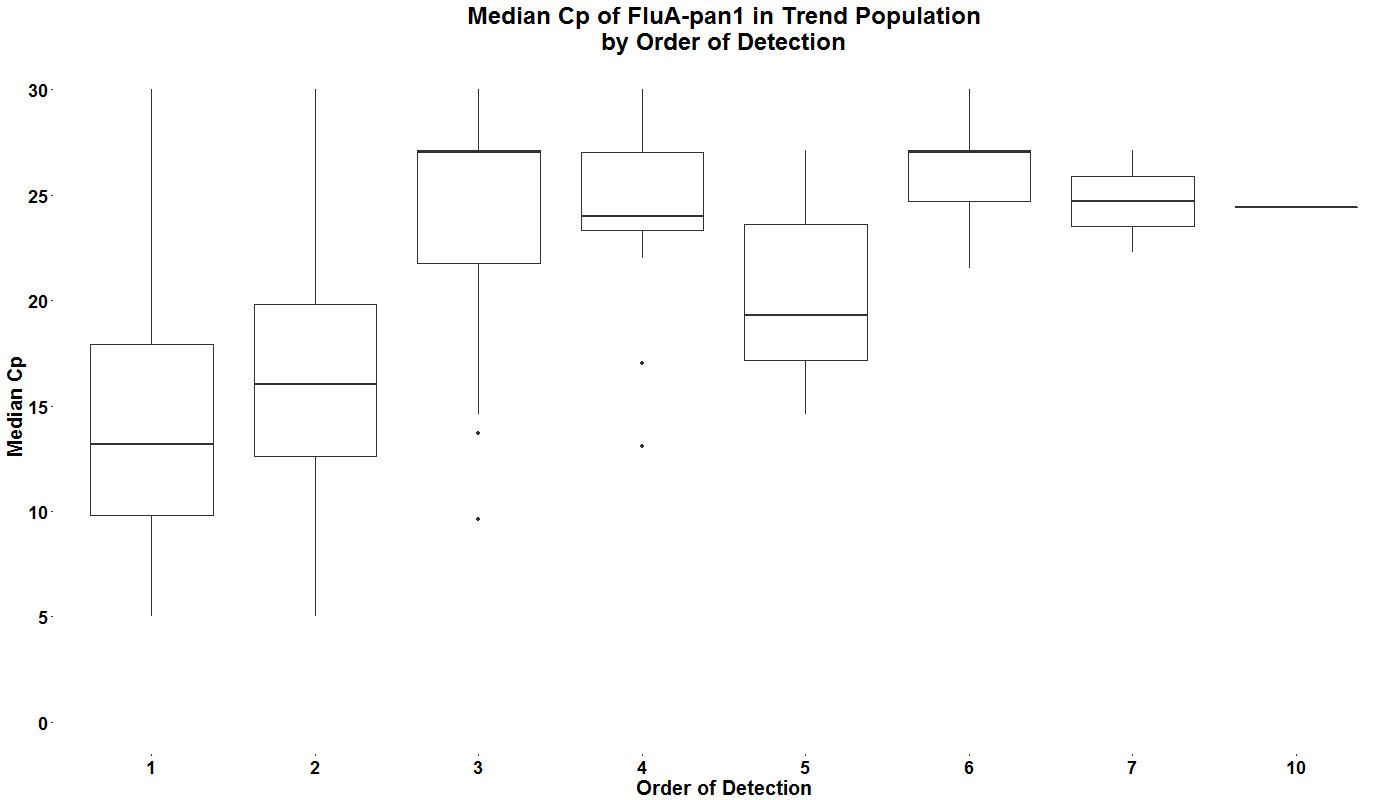 Median Cp of FluA-pan1 in Trend Population
by Order of Detection
30
25
20
15
10
5
0
Median Cp
1 2 3 4 5 6 7 10
Order of Detection